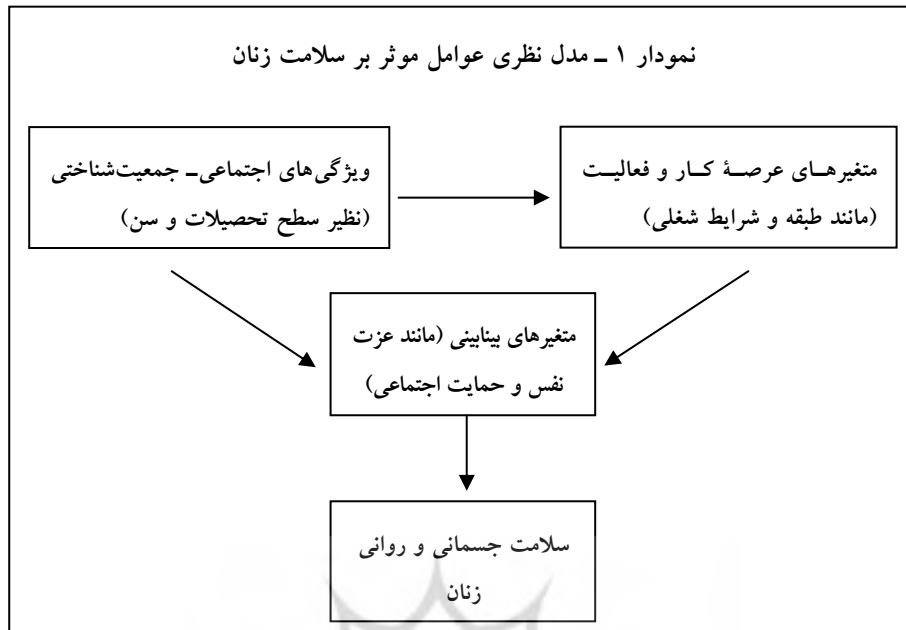 نمودار ۱ ـ مدل نظری عوامل موثر بر سلامت زنان
متغیرهـای عرصـۀ کـار و فعالیـت
(مانند طبقه و شرایط شغلی)
ویژگی‌های اجتماعی‌ـ جمعیت‌شناختی
(نظیر سطح تحصیلات و سن)
متغیرهای بینابینی (مانند عزت
نفس و حمایت اجتماعی)
سلامت جسمانی و روانی
زنان